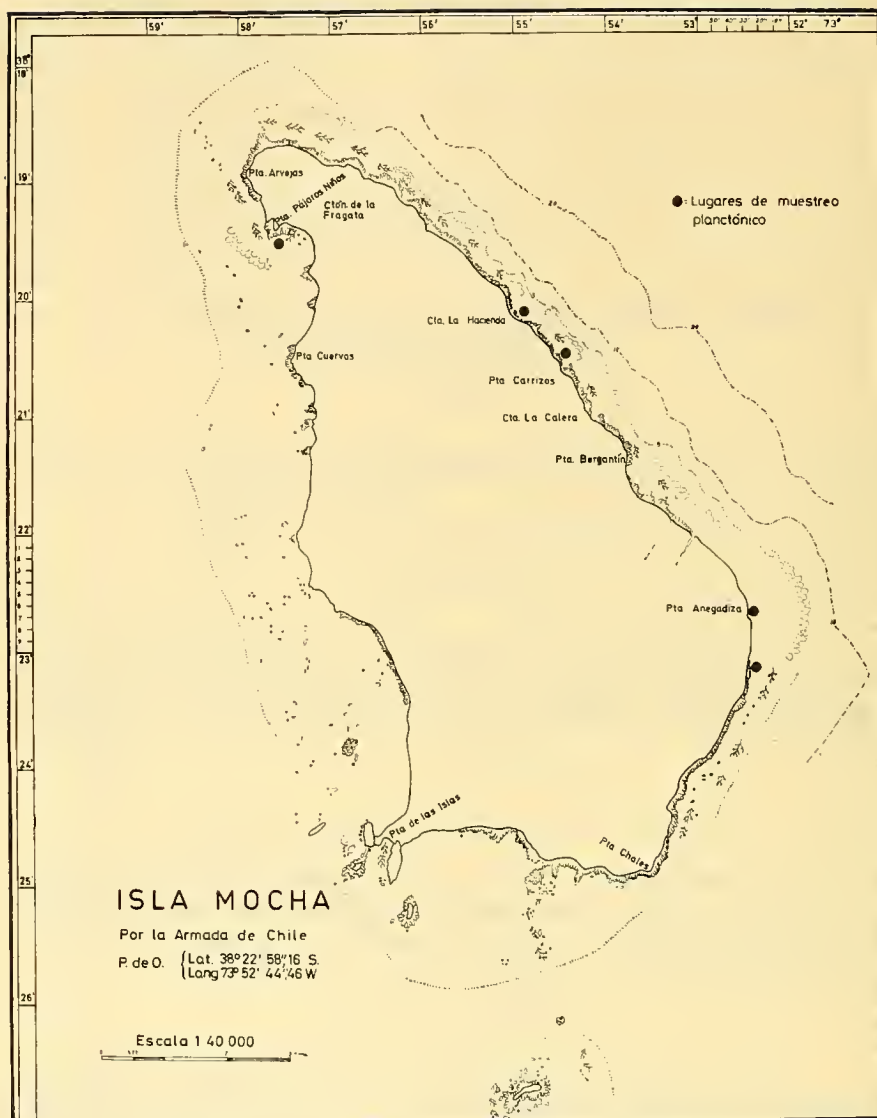 59'
58'
57'
56'
55'
54'
53'
52'
73°
38°
18'
19'
20'
21'
22'
23'
24'
25'
26'
Pta. Arvejas
Pta. Pájaros Niños
Ctón. de la
Fragata
●: Lugares de muestreo
planctónico
Cta. La Hacienda
Pta Cuervos
Pta Carrizos
Cta. La Calera
Pta. Bergantín
Pta Anegadiza
Pta de las Islas
Pta Chales
ISLA MOCHA
Por la Armada de Chile
P. de O. {Lat. 38°22' 58",16 S.
{Lang 73°52' 44",46 W
Escala 1 40 000